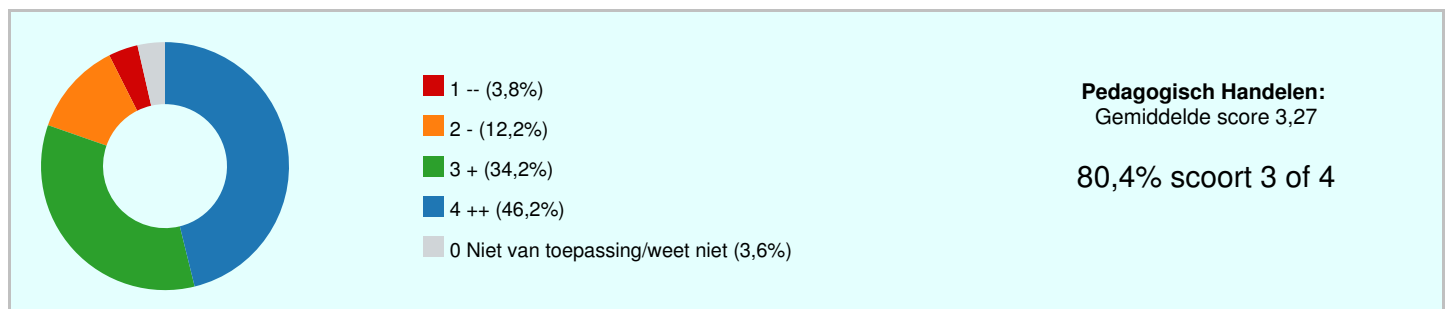 1 -- (3,8%)
2 - (12,2%)
3 + (34,2%)
4 ++ (46,2%)
0 Niet van toepassing/weet niet (3,6%)
Pedagogisch Handelen:
Gemiddelde score 3,27
80,4% scoort 3 of 4